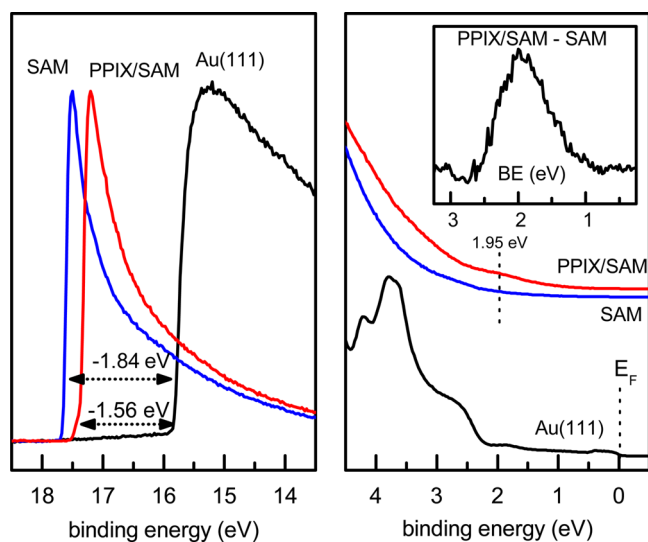 SAM
PPIX/SAM
Au(111)
-1.84 eV
-1.56 eV
18 17 16 15 14
binding energy (eV)
PPIX/SAM - SAM
BE (eV)
3 2 1
1.95 eV
PPIX/SAM
SAM
E_F
Au(111)
4 3 2 1 0
binding energy (eV)